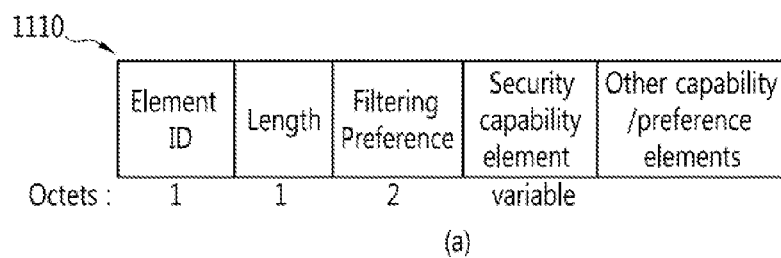 1110
Element ID
Length
Filtering Preference
Security capability element
Other capability /preference elements
Octets : 1 1 2 variable
(a)